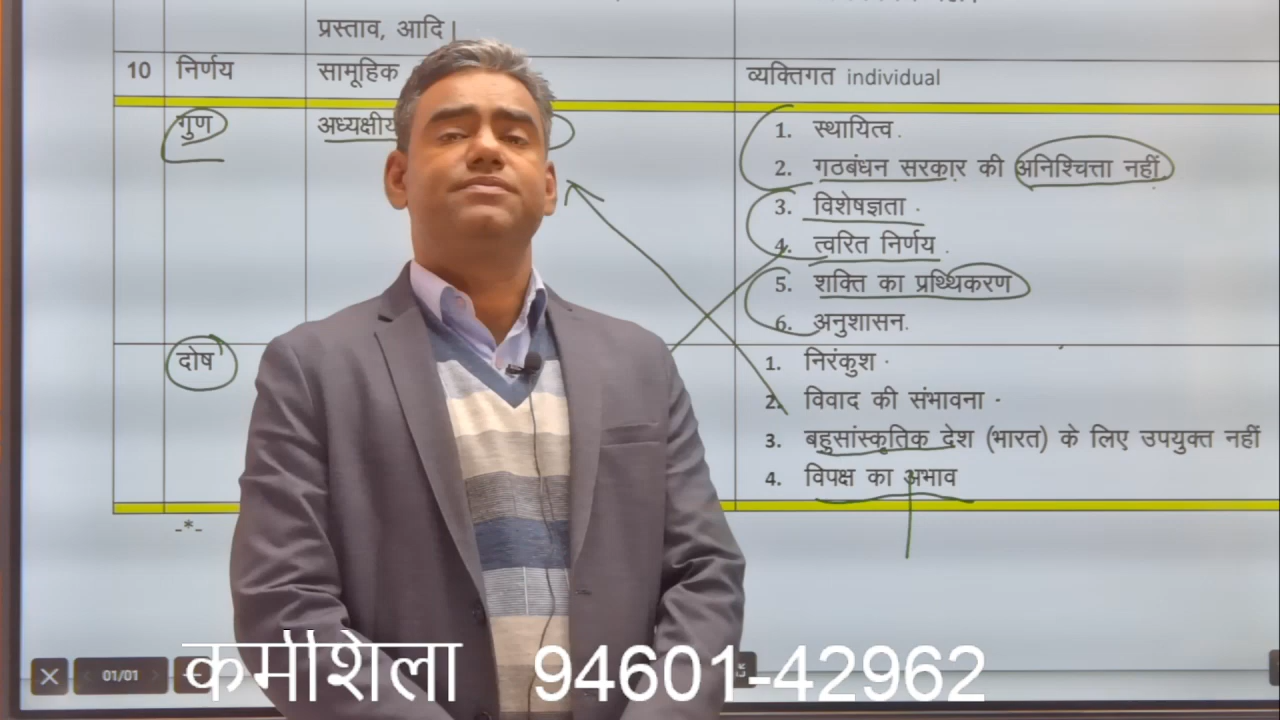 प्रस्ताव, आदि।
10 निर्णय सामूहिक व्यक्तिगत individual
गुण अध्यक्षीय
1. स्थायित्व.
2. गठबंधन सरकार की अनिश्चित्ता नहीं.
3. विशेषज्ञता .
4. त्वरित निर्णय .
5. शक्ति का प्रथ्थिकरण
6. अनुशासन.
दोष
1. निरंकुश .
2. विवाद की संभावना .
3. बहुसांस्कृतिक देश (भारत) के लिए उपयुक्त नहीं
4. विपक्ष का अभाव
-*-
01/01
कर्मशिला 94601-42962